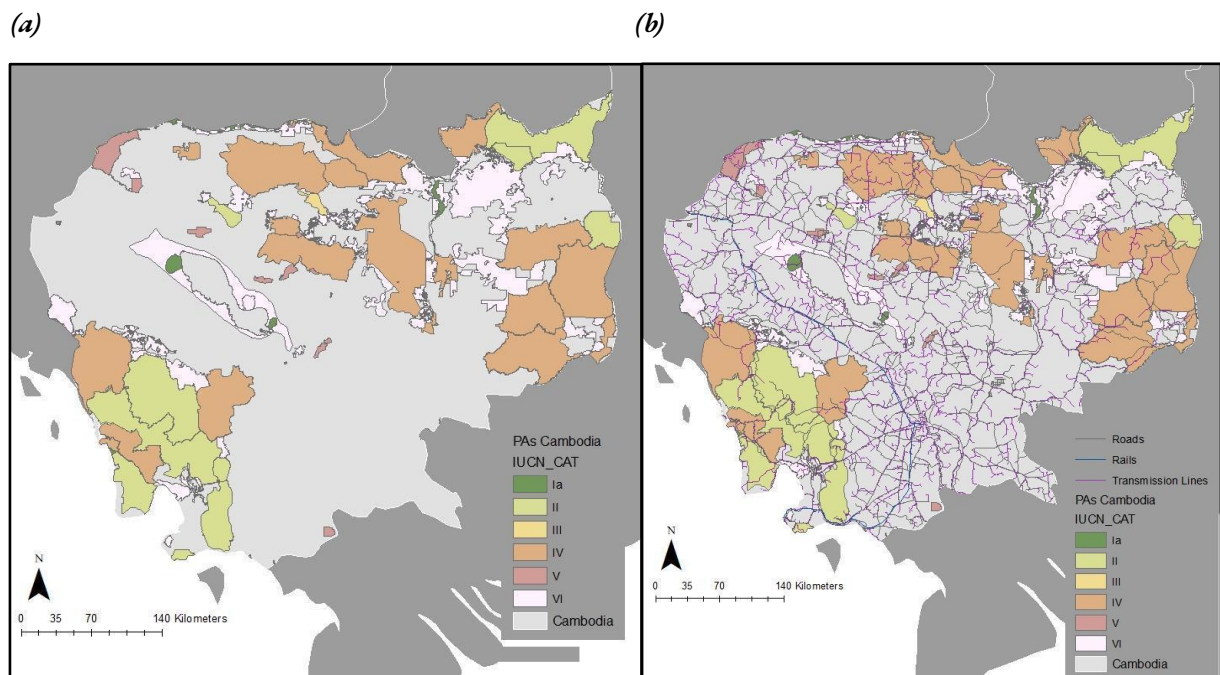 (a)
(b)
PAs Cambodia
IUCN_CAT
Ia
II
III
IV
V
VI
Cambodia
N
0 35 70 140 Kilometers
Roads
Rails
Transmission Lines
PAs Cambodia
IUCN_CAT
Ia
II
III
IV
V
VI
Cambodia
N
0 35 70 140 Kilometers